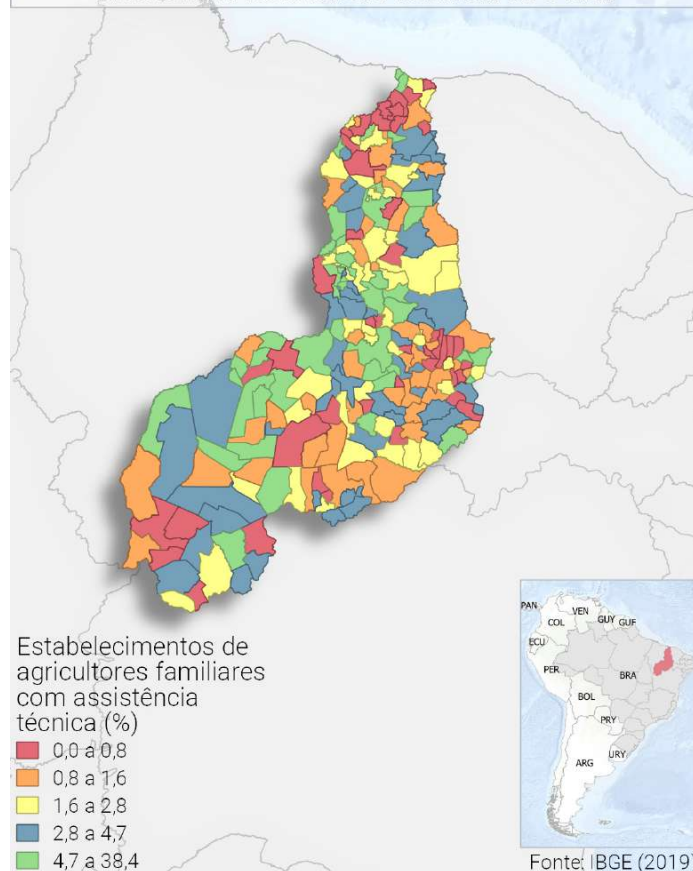 Estabelecimentos de
agricultores familiares
com assistência
técnica (%)
0,0 a 0,8
0,8 a 1,6
1,6 a 2,8
2,8 a 4,7
4,7 a 38,4
PAN
VEN
GUY
GUF
COL
ECU
PER
BRA
BOL
PRY
ARG
URY
Fonte: IBGE (2019)